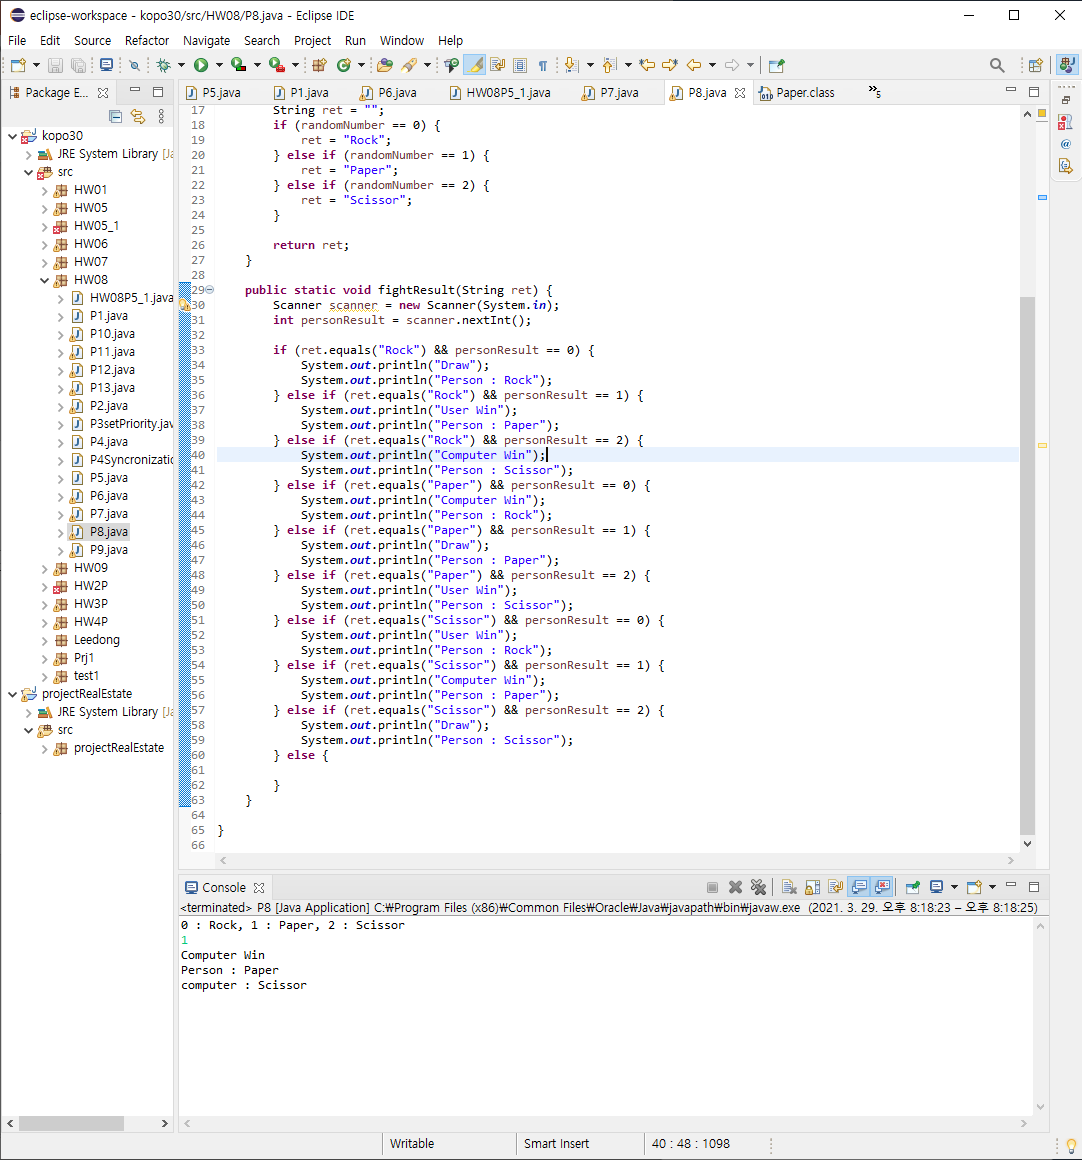 eclipse-workspace - kopo30/src/HW08/P8.java - Eclipse IDE
File Edit Source Refactor Navigate Search Project Run Window Help
Package E...
P5.java P1.java P6.java HW08P5_1.java P7.java P8.java Paper.class »5
kopo30
JRE System Library [Ja
src
HW01
HW05
HW05_1
HW06
HW07
HW08
HW08P5_1.java
P1.java
P10.java
P11.java
P12.java
P13.java
P2.java
P3setPriority.jav
P4.java
P4Syncronizatio
P5.java
P6.java
P7.java
P8.java
P9.java
HW09
HW2P
HW3P
HW4P
Leedong
Prj1
test1
projectRealEstate
JRE System Library [Ja
src
projectRealEstate
17 String ret = "";
18 if (randomNumber == 0) {
19 ret = "Rock";
20 } else if (randomNumber == 1) {
21 ret = "Paper";
22 } else if (randomNumber == 2) {
23 ret = "Scissor";
24 }
25
26 return ret;
27 }
28
29 public static void fightResult(String ret) {
30 Scanner scanner = new Scanner(System.in);
31 int personResult = scanner.nextInt();
32
33 if (ret.equals("Rock") && personResult == 0) {
34 System.out.println("Draw");
35 System.out.println("Person : Rock");
36 } else if (ret.equals("Rock") && personResult == 1) {
37 System.out.println("User Win");
38 System.out.println("Person : Paper");
39 } else if (ret.equals("Rock") && personResult == 2) {
40 System.out.println("Computer Win");
41 System.out.println("Person : Scissor");
42 } else if (ret.equals("Paper") && personResult == 0) {
43 System.out.println("Computer Win");
44 System.out.println("Person : Rock");
45 } else if (ret.equals("Paper") && personResult == 1) {
46 System.out.println("Draw");
47 System.out.println("Person : Paper");
48 } else if (ret.equals("Paper") && personResult == 2) {
49 System.out.println("User Win");
50 System.out.println("Person : Scissor");
51 } else if (ret.equals("Scissor") && personResult == 0) {
52 System.out.println("User Win");
53 System.out.println("Person : Rock");
54 } else if (ret.equals("Scissor") && personResult == 1) {
55 System.out.println("Computer Win");
56 System.out.println("Person : Paper");
57 } else if (ret.equals("Scissor") && personResult == 2) {
58 System.out.println("Draw");
59 System.out.println("Person : Scissor");
60 } else {
61
62 }
63 }
64
65 }
66
Console
<terminated> P8 [Java Application] C:₩Program Files (x86)₩Common Files₩Oracle₩Java₩javapath₩bin₩javaw.exe (2021. 3. 29. 오후 8:18:23 – 오후 8:18:25)
0 : Rock, 1 : Paper, 2 : Scissor
1
Computer Win
Person : Paper
computer : Scissor
Writable Smart Insert 40 : 48 : 1098